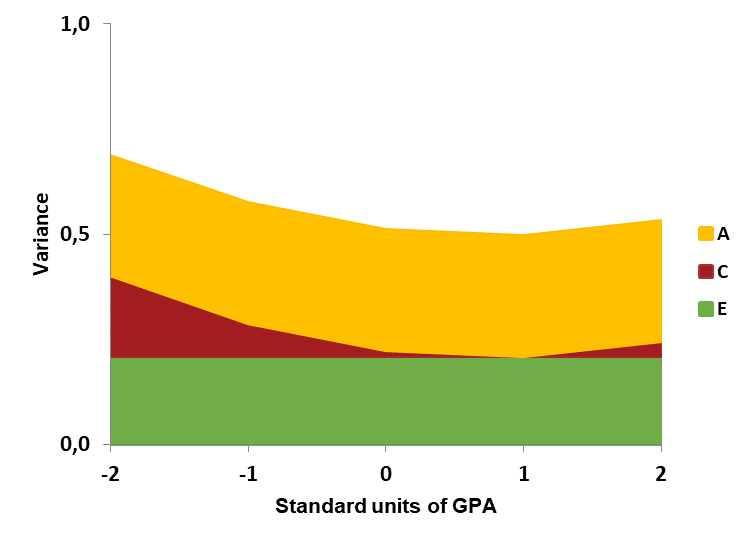 1,0
0,5
0,0
Variance
-2 -1 0 1 2
Standard units of GPA
A
C
E